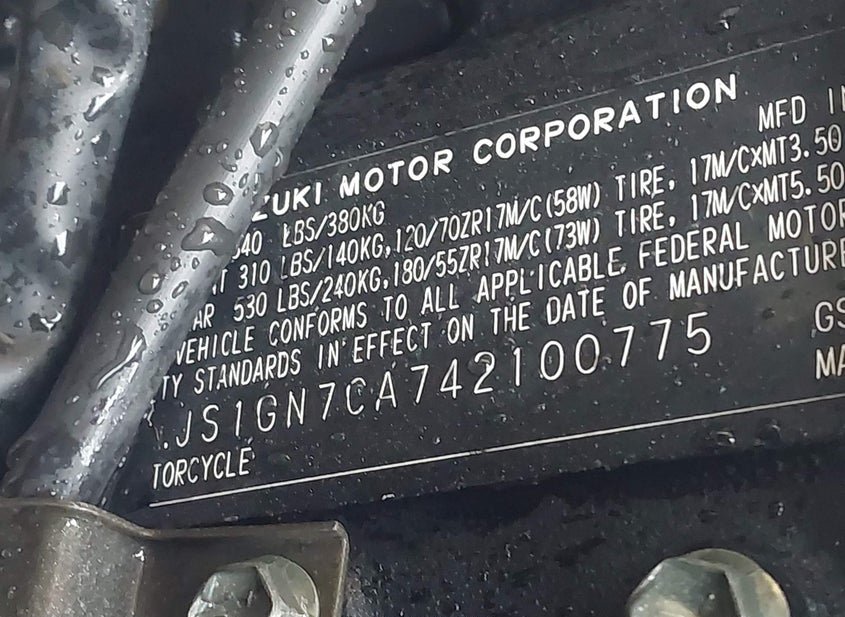 ZUKI MOTOR CORPORATION
MFD I
840 LBS/380KG
T 310 LBS/140KG, 120/70ZR17M/C(58W) TIRE, 17M/CxMT3.50
AR 530 LBS/240KG, 180/55ZR17M/C(73W) TIRE, 17M/CxMT5.50
VEHICLE CONFORMS TO ALL APPLICABLE FEDERAL MOTOR
TY STANDARDS IN EFFECT ON THE DATE OF MANUFACTURE
GS
.JS1GN7CA742100775
MA
TORCYCLE